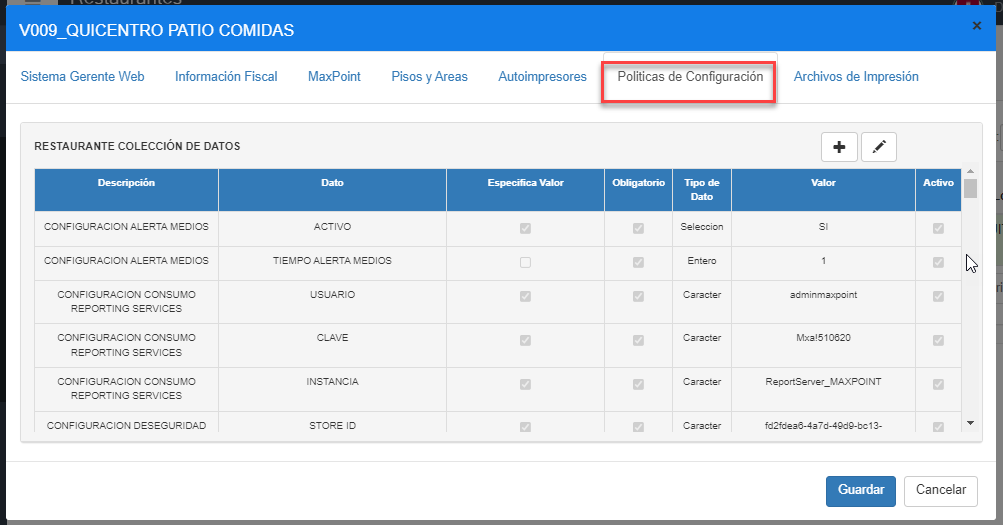 Restaurantes
V009_QUICENTRO PATIO COMIDAS
×
Sistema Gerente Web Información Fiscal MaxPoint Pisos y Areas Autoimpresores Políticas de Configuración Archivos de Impresión
RESTAURANTE COLECCIÓN DE DATOS
Descripción Dato Especifica Valor Obligatorio Tipo de Dato Valor Activo
CONFIGURACION ALERTA MEDIOS ACTIVO Seleccion SI
CONFIGURACION ALERTA MEDIOS TIEMPO ALERTA MEDIOS Entero 1
CONFIGURACION CONSUMO REPORTING SERVICES USUARIO Caracter adminmaxpoint
CONFIGURACION CONSUMO REPORTING SERVICES CLAVE Caracter Mxa!510620
CONFIGURACION CONSUMO REPORTING SERVICES INSTANCIA Caracter ReportServer_MAXPOINT
CONFIGURACION DESEGURIDAD STORE ID Caracter fd2fdea6-4a7d-49d9-bc13-
Guardar Cancelar